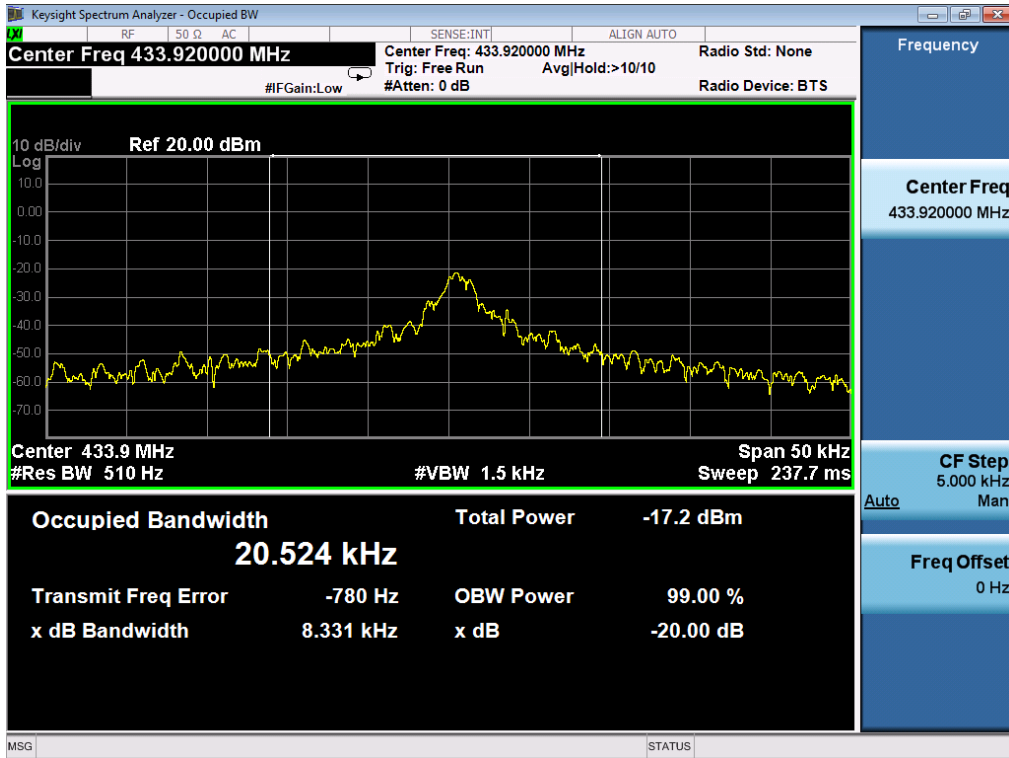 Keysight Spectrum Analyzer - Occupied BW
LXI RF 50 Ω AC SENSE:INT ALIGN AUTO
Center Freq 433.920000 MHz
#IFGain:Low
Center Freq: 433.920000 MHz
Trig: Free Run Avg|Hold:>10/10
#Atten: 0 dB
Radio Std: None
Radio Device: BTS
10 dB/div Ref 20.00 dBm
Log
10.0
0.00
-10.0
-20.0
-30.0
-40.0
-50.0
-60.0
-70.0
Center 433.9 MHz Span 50 kHz
#Res BW 510 Hz #VBW 1.5 kHz Sweep 237.7 ms
Occupied Bandwidth Total Power -17.2 dBm
20.524 kHz
Transmit Freq Error -780 Hz OBW Power 99.00 %
x dB Bandwidth 8.331 kHz x dB -20.00 dB
Frequency
Center Freq
433.920000 MHz
CF Step
5.000 kHz
Auto Man
Freq Offset
0 Hz
MSG STATUS